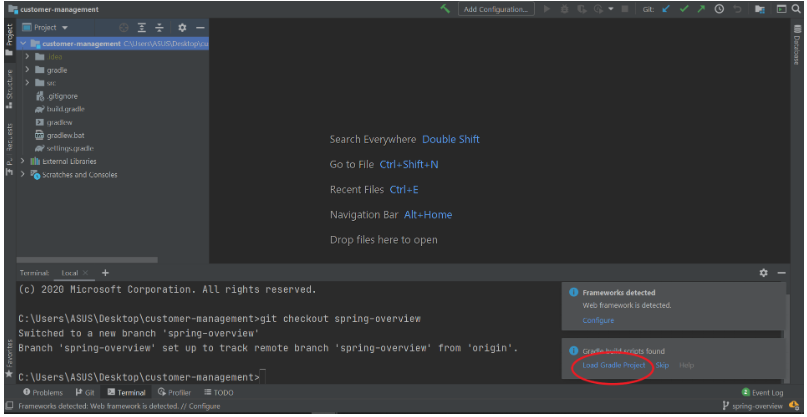 customer-management
Add Configuration...
Git:
Project
customer-management C:\Users\ASUS\Desktop\cu
.idea
gradle
src
.gitignore
build.gradle
gradlew
gradlew.bat
settings.gradle
External Libraries
Scratches and Consoles
Project
Structure
Requests
Favorites
Database
Search Everywhere Double Shift
Go to File Ctrl+Shift+N
Recent Files Ctrl+E
Navigation Bar Alt+Home
Drop files here to open
Terminal: Local × +
(c) 2020 Microsoft Corporation. All rights reserved.
C:\Users\ASUS\Desktop\customer-management>git checkout spring-overview
Switched to a new branch 'spring-overview'
Branch 'spring-overview' set up to track remote branch 'spring-overview' from 'origin'.
C:\Users\ASUS\Desktop\customer-management>
Frameworks detected
Web framework is detected.
Configure
Gradle build scripts found
Load Gradle Project Skip Help
Problems Git Terminal Profiler TODO
2 Event Log
Frameworks detected: Web framework is detected. // Configure
spring-overview